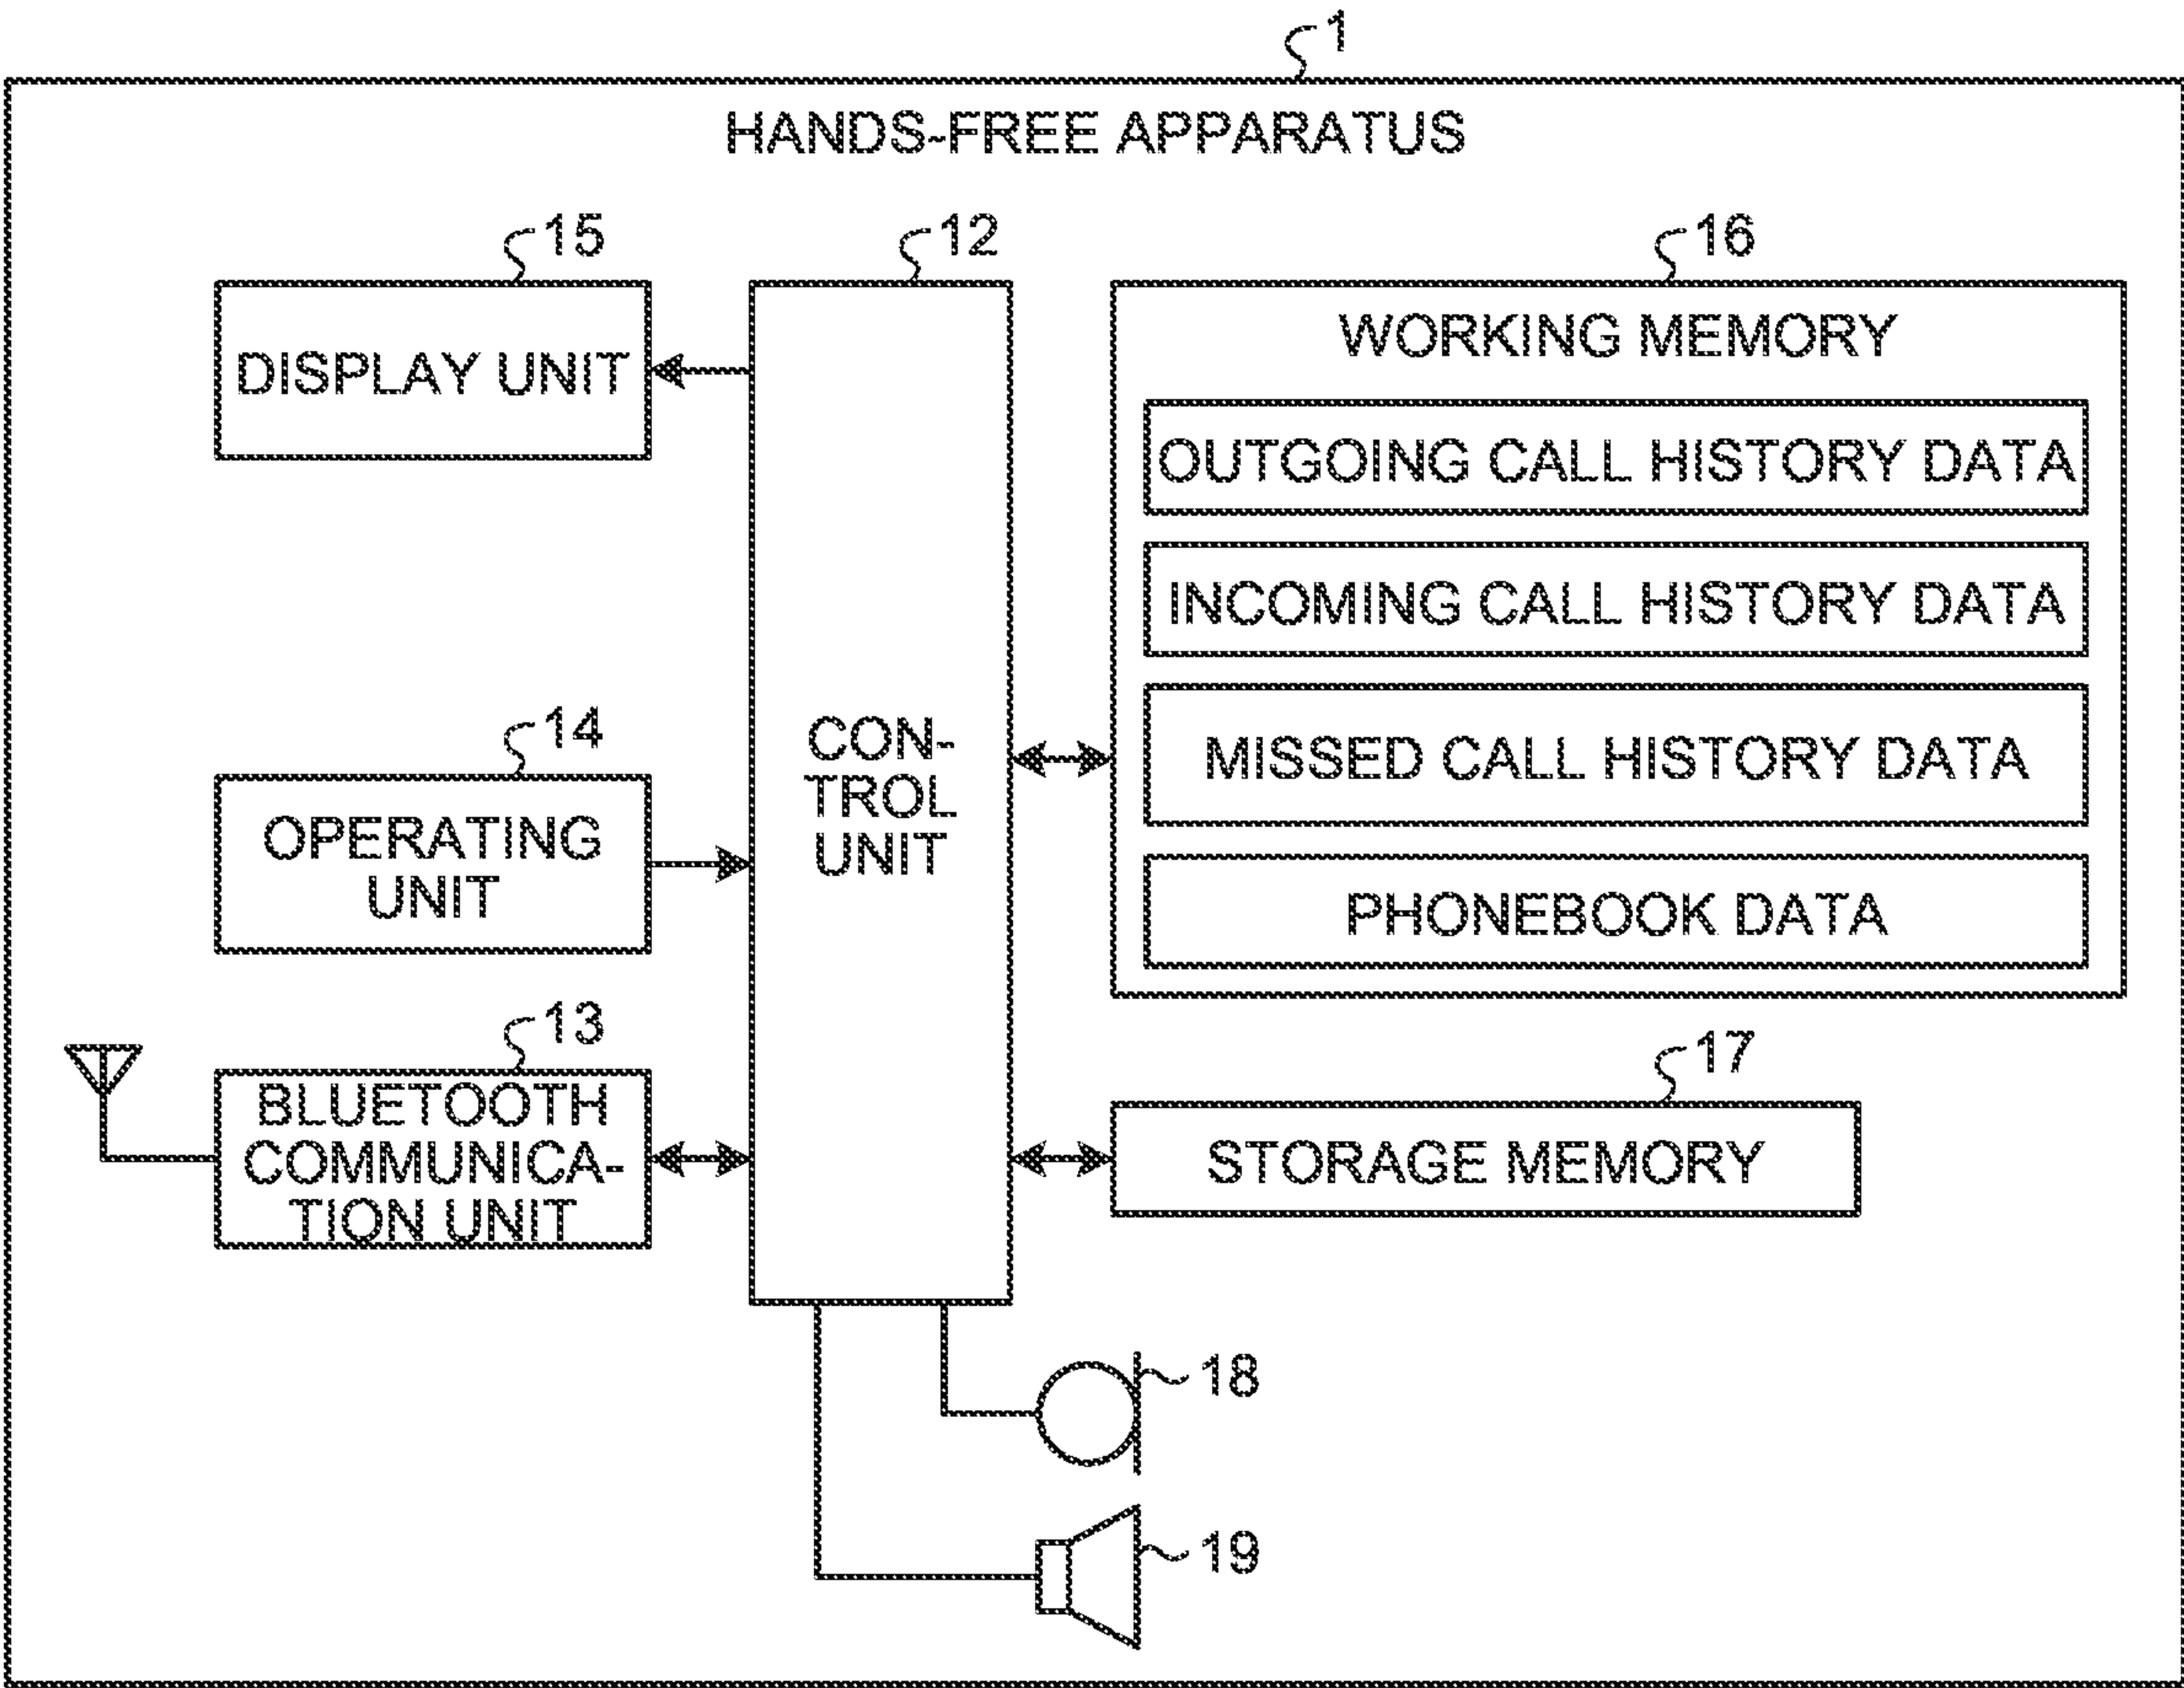 1
HANDS-FREE APPARATUS
15
12
16
DISPLAY UNIT
WORKING MEMORY
OUTGOING CALL HISTORY DATA
INCOMING CALL HISTORY DATA
MISSED CALL HISTORY DATA
PHONEBOOK DATA
14
OPERATING
UNIT
CON-
TROL
UNIT
13
BLUETOOTH
COMMUNICA-
TION UNIT
17
STORAGE MEMORY
18
19